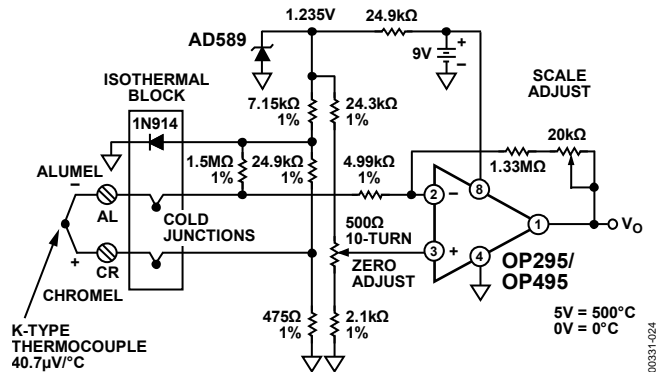 1.235V
24.9kΩ
AD589
9V
+
−
ISOTHERMAL
BLOCK
SCALE
ADJUST
7.15kΩ
1%
24.3kΩ
1%
1N914
20kΩ
1.33MΩ
1.5MΩ
1%
24.9kΩ
1%
4.99kΩ
1%
ALUMEL
−
AL
2
−
8
1
VO
COLD
JUNCTIONS
500Ω
10-TURN
ZERO
ADJUST
3
+
4
OP295/
OP495
+
CR
CHROMEL
5V = 500°C
0V = 0°C
475Ω
1%
2.1kΩ
1%
K-TYPE
THERMOCOUPLE
40.7µV/°C
00331-024